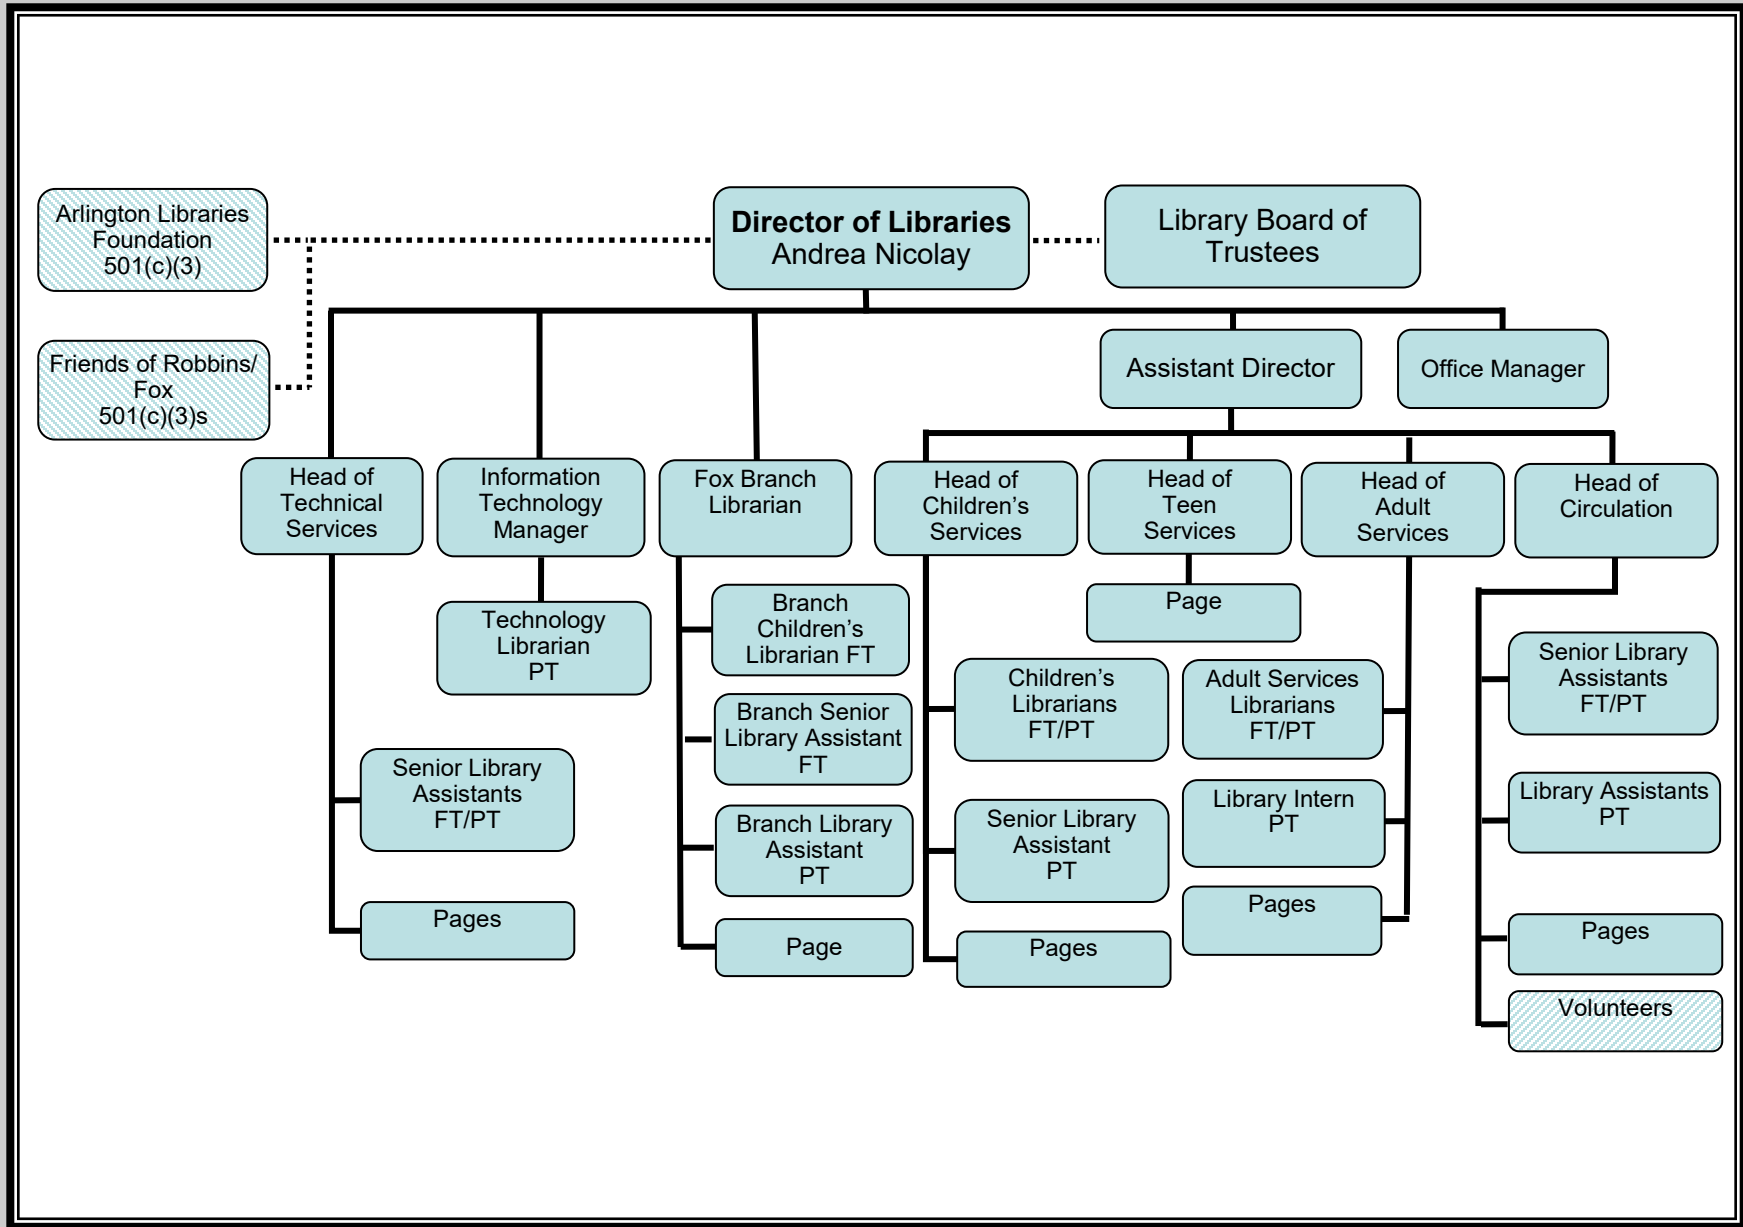 Arlington Libraries
Foundation
501(c)(3)
Director of Libraries
Andrea Nicolay
Library Board of
Trustees
Friends of Robbins/
Fox
501(c)(3)s
Assistant Director
Office Manager
Head of
Technical
Services
Information
Technology
Manager
Fox Branch
Librarian
Head of
Children’s
Services
Head of
Teen
Services
Head of
Adult
Services
Head of
Circulation
Technology
Librarian
PT
Branch
Children’s
Librarian FT
Page
Children’s
Librarians
FT/PT
Adult Services
Librarians
FT/PT
Senior Library
Assistants
FT/PT
Branch Senior
Library Assistant
FT
Senior Library
Assistants
FT/PT
Branch Library
Assistant
PT
Senior Library
Assistant
PT
Library Intern
PT
Library Assistants
PT
Pages
Page
Pages
Pages
Pages
Volunteers